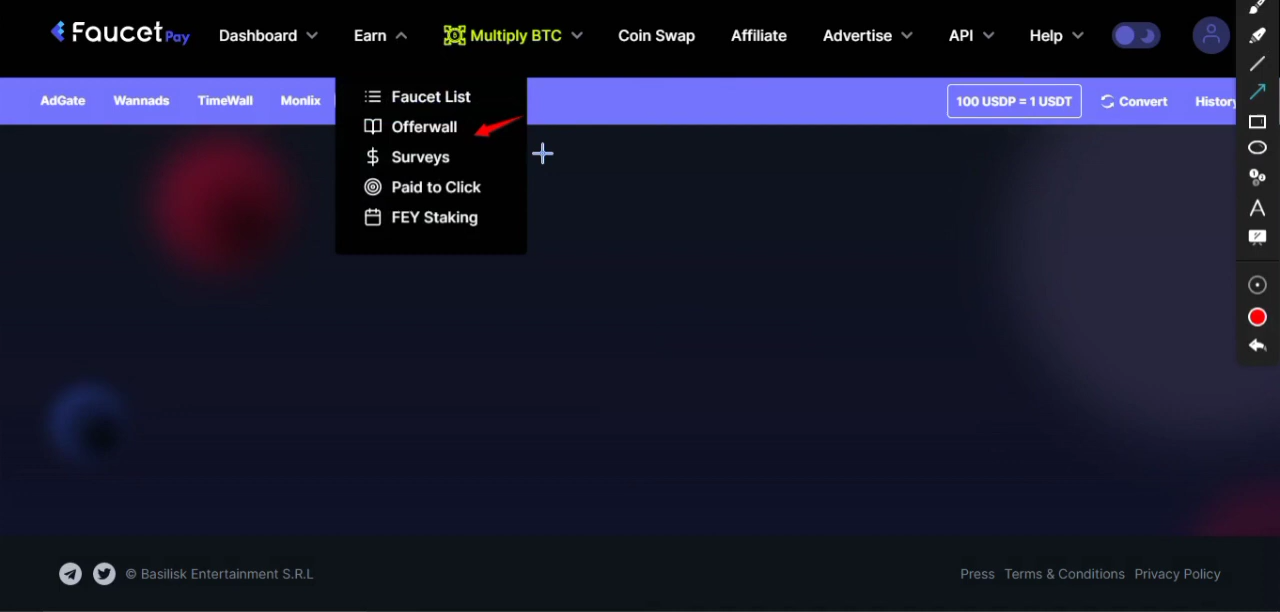 FaucetPay Dashboard Earn Multiply BTC Coin Swap Affiliate Advertise API Help
AdGate Wannads TimeWall Monlix 100 USDP = 1 USDT Convert History
Faucet List
Offerwall
Surveys
Paid to Click
FEY Staking
© Basilisk Entertainment S.R.L Press Terms & Conditions Privacy Policy